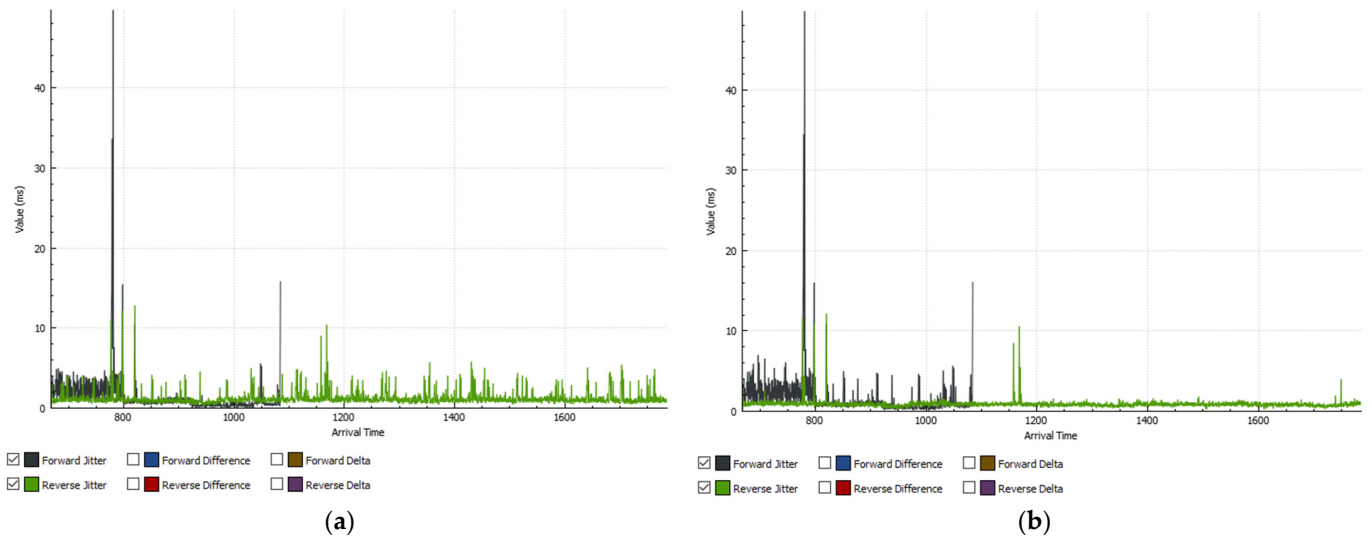 40
30
20
10
0
Value (ms)
800
1000
1200
1400
1600
Arrival Time
Forward Jitter Forward Difference Forward Delta
Reverse Jitter Reverse Difference Reverse Delta
(a)
40
30
20
10
0
Value (ms)
800
1000
1200
1400
1600
Arrival Time
Forward Jitter Forward Difference Forward Delta
Reverse Jitter Reverse Difference Reverse Delta
(b)